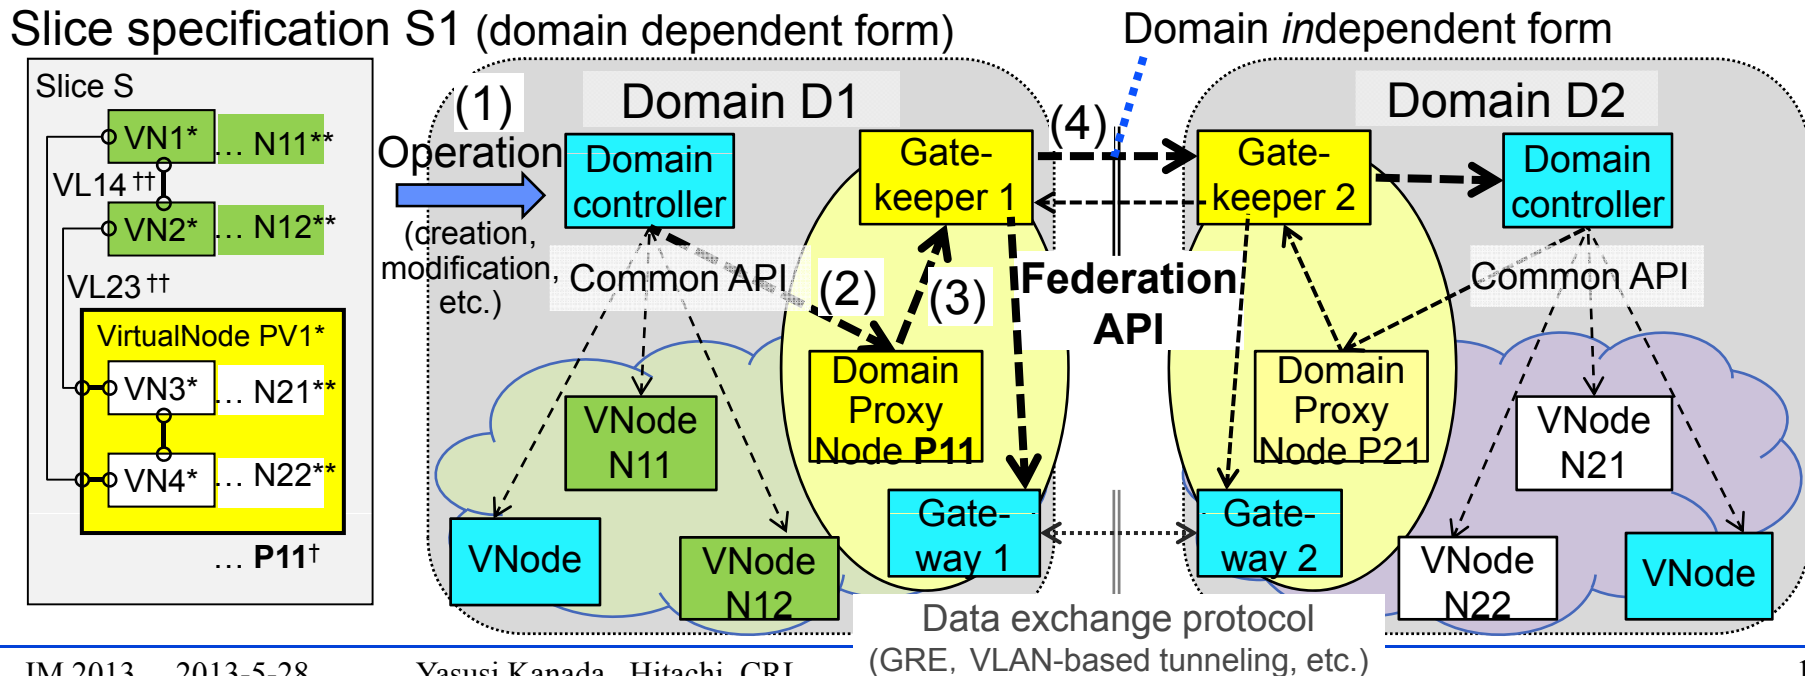 Slice specification S1 (domain dependent form)
Domain independent form
Slice S
VN1*
… N11**
VL14 ††
VN2*
… N12**
VL23 ††
VirtualNode PV1*
VN3*
… N21**
VN4*
… N22**
… P11†
(1)
Operation
(creation,
modification,
etc.)
Domain D1
Domain
controller
Common API
(2)
(3)
Gate-
keeper 1
Domain
Proxy
Node P11
VNode
N11
VNode
VNode
N12
Gate-
way 1
(4)
Federation
API
Domain D2
Gate-
keeper 2
Domain
controller
Common API
Domain
Proxy
Node P21
VNode
N21
Gate-
way 2
VNode
N22
VNode
Data exchange protocol
(GRE, VLAN-based tunneling, etc.)
IM 2013 2013-5-28 Yasusi Kanada, Hitachi, CRL
1